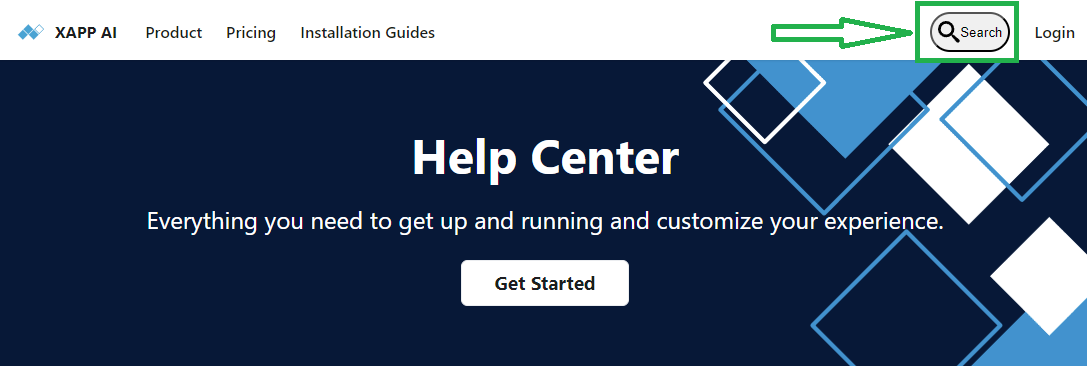 XAPP AI Product Pricing Installation Guides Search Login
Help Center
Everything you need to get up and running and customize your experience.
Get Started